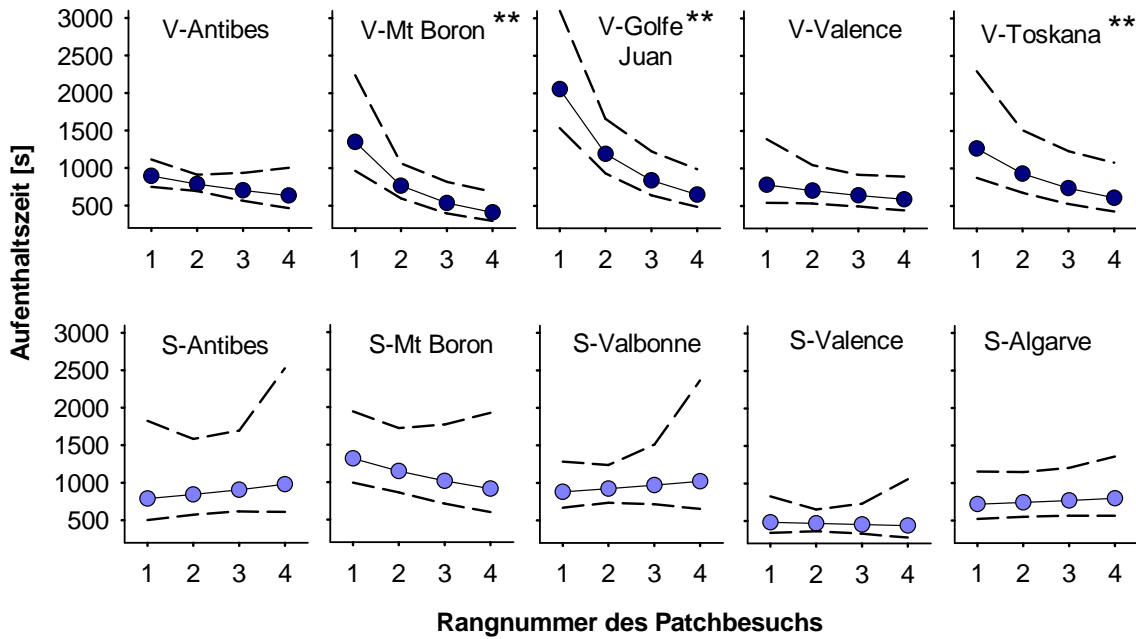 Aufenthaltszeit [s]
V-Antibes
V-Mt Boron **
V-Golfe **
Juan
V-Valence
V-Toskana **
3000
2500
2000
1500
1000
500
1 2 3 4
1 2 3 4
1 2 3 4
1 2 3 4
1 2 3 4
S-Antibes
S-Mt Boron
S-Valbonne
S-Valence
S-Algarve
3000
2500
2000
1500
1000
500
1 2 3 4
1 2 3 4
1 2 3 4
1 2 3 4
1 2 3 4
Rangnummer des Patchbesuchs